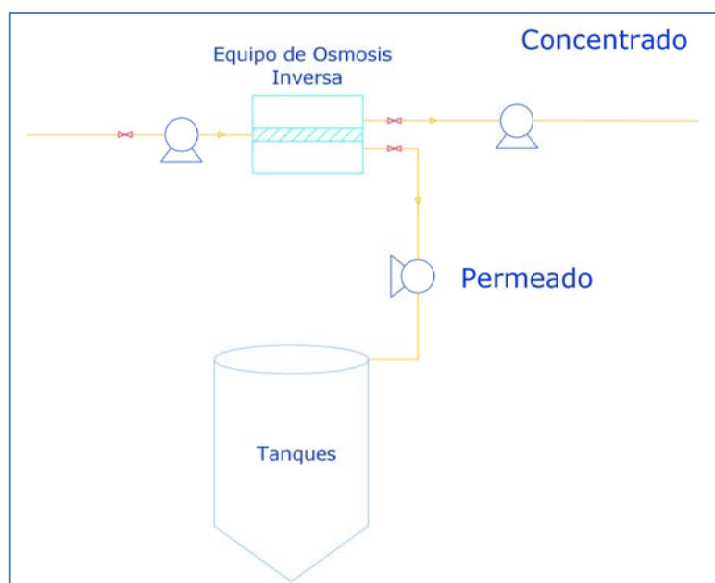 Equipo de Osmosis
Inversa
Concentrado
Permeado
Tanques